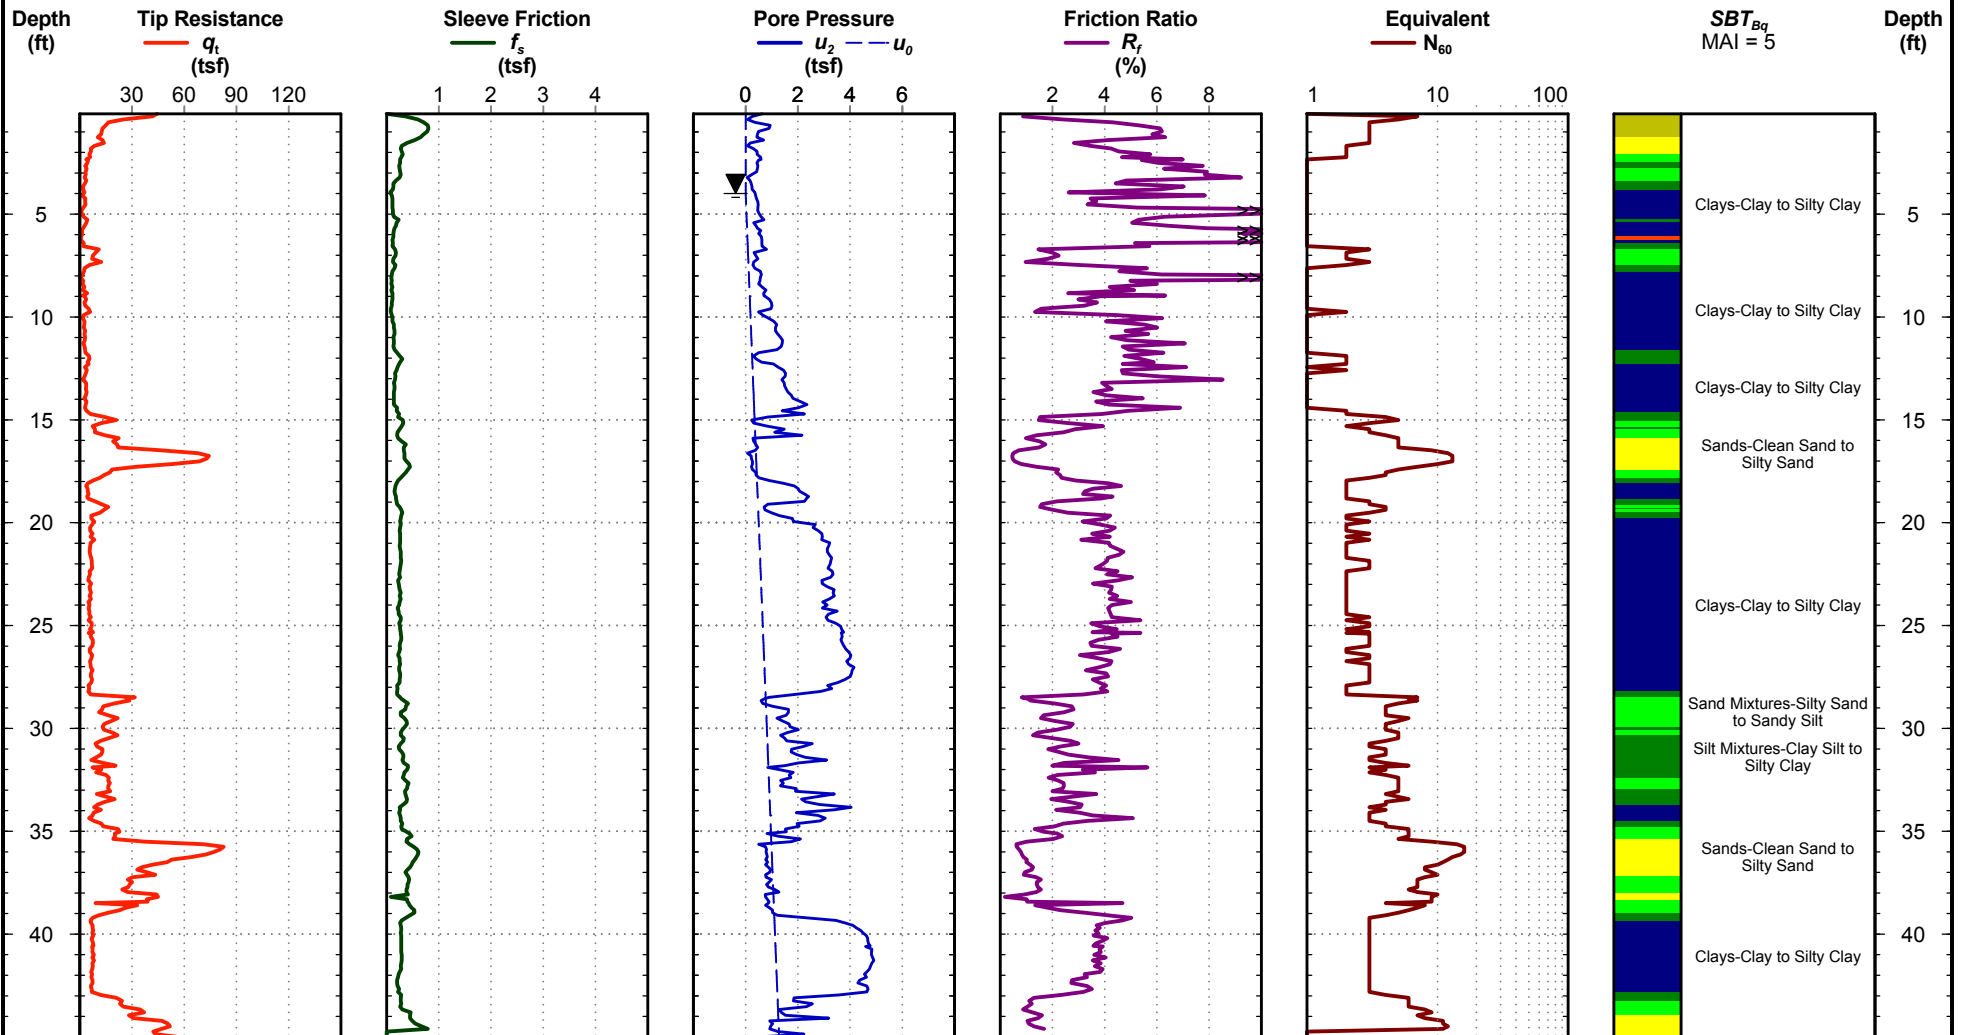 Depth
(ft)
Tip Resistance
qt
(tsf)
Sleeve Friction
fs
(tsf)
Pore Pressure
u2 u0
(tsf)
Friction Ratio
Rf
(%)
Equivalent
N60
SBTBq
MAI = 5
Depth
(ft)
30 60 90 120
1 2 3 4
0 2 4 6
2 4 6 8
1 10 100
5
10
15
20
25
30
35
40
Clays-Clay to Silty Clay
Clays-Clay to Silty Clay
Clays-Clay to Silty Clay
Sands-Clean Sand to
Silty Sand
Clays-Clay to Silty Clay
Sand Mixtures-Silty Sand
to Sandy Silt
Silt Mixtures-Clay Silt to
Silty Clay
Sands-Clean Sand to
Silty Sand
Clays-Clay to Silty Clay
5
10
15
20
25
30
35
40